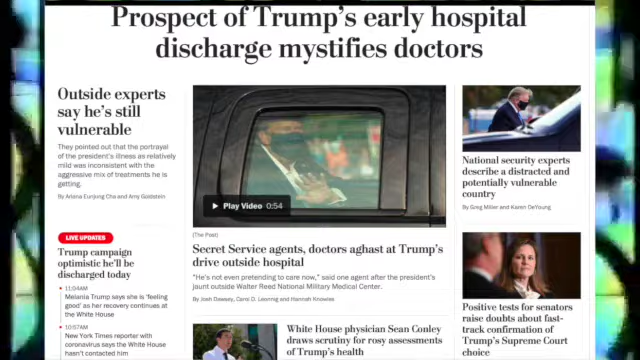 Prospect of Trump's early hospital
discharge mystifies doctors
Outside experts
say he's still
vulnerable
They pointed out that the portrayal
of the president's illness as relatively
mild was inconsistent with the
aggressive mix of treatments he is
getting.
By Ariana Eunjung Cha and Amy Goldstein
LIVE UPDATES
Trump campaign
optimistic he'll be
discharged today
11:04AM
Melania Trump says she is 'feeling
good' as her recovery continues at
the White House
10:57AM
New York Times reporter with
coronavirus says the White House
hasn't contacted him
Play Video 0:54
(The Post)
Secret Service agents, doctors aghast at Trump's
drive outside hospital
"He's not even pretending to care now," said one agent after the president's
jaunt outside Walter Reed National Military Medical Center.
By Josh Dawsey, Carol D. Leonnig and Hannah Knowles
White House physician Sean Conley
draws scrutiny for rosy assessments
of Trump's health
National security experts
describe a distracted and
potentially vulnerable
country
By Greg Miller and Karen DeYoung
Positive tests for senators
raise doubts about fast-
track confirmation of
Trump's Supreme Court
choice